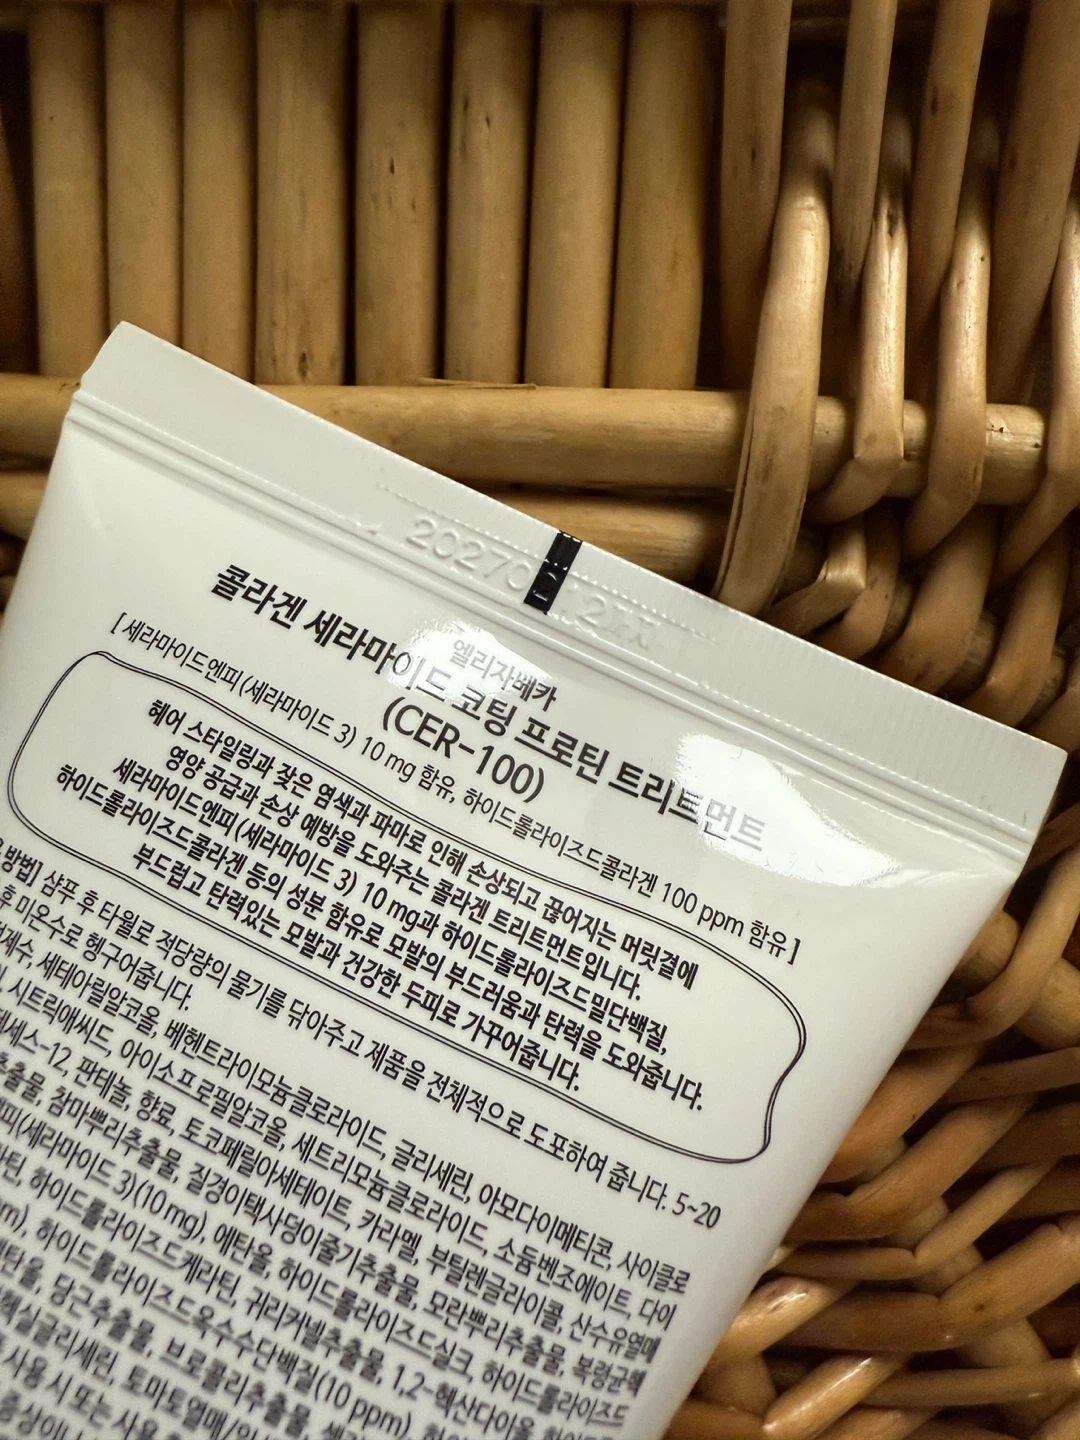 엘리자베카
콜라겐 세라마이드 코팅 프로틴 트리트먼트
(CER-100)
[ 세라마이드엔피(세라마이드 3) 10 mg 함유, 하이드롤라이즈드콜라겐 100 ppm 함유 ]
헤어 스타일링과 잦은 염색과 파마로 인해 손상되고 끊어지는 머릿결에
영양 공급과 손상 예방을 도와주는 콜라겐 트리트먼트입니다.
세라마이드엔피(세라마이드 3) 10 mg과 하이드롤라이즈드밀단백질,
하이드롤라이즈드콜라겐 등의 성분 함유로 모발의 부드러움과 탄력을 도와줍니다.
부드럽고 탄력있는 모발과 건강한 두피로 가꾸어줍니다.
방법] 샴푸 후 타월로 적당량의 물기를 닦아주고 제품을 전체적으로 도포하여 줍니다. 5~20
후 미온수로 헹구어줍니다.
정제수, 세테아릴알코올, 베헨트라이모늄클로라이드, 글리세린, 아모다이메티콘, 사이클로
시트릭애씨드, 아이소프로필알코올, 세트리모늄클로라이드, 소듐벤조에이트, 다이
데세스-12, 판테놀, 향료, 토코페릴아세테이트, 카라멜, 부틸렌글라이콜, 산수유열매
추출물, 참마뿌리추출물, 질경이택사덩이줄기추출물, 모란뿌리추출물, 복령균핵
(세라마이드 3)(10 mg), 에탄올, 하이드롤라이즈드실크, 하이드롤라이즈드
하이드롤라이즈드케라틴, 귀리커넬추출물, 1,2-헥산다이올,
하이드롤라이즈드옥수수단백질(10 ppm),
당근추출물, 브로콜리추출물,
헥실글리세린, 토마토열매/잎/
사용 시 또는 사용